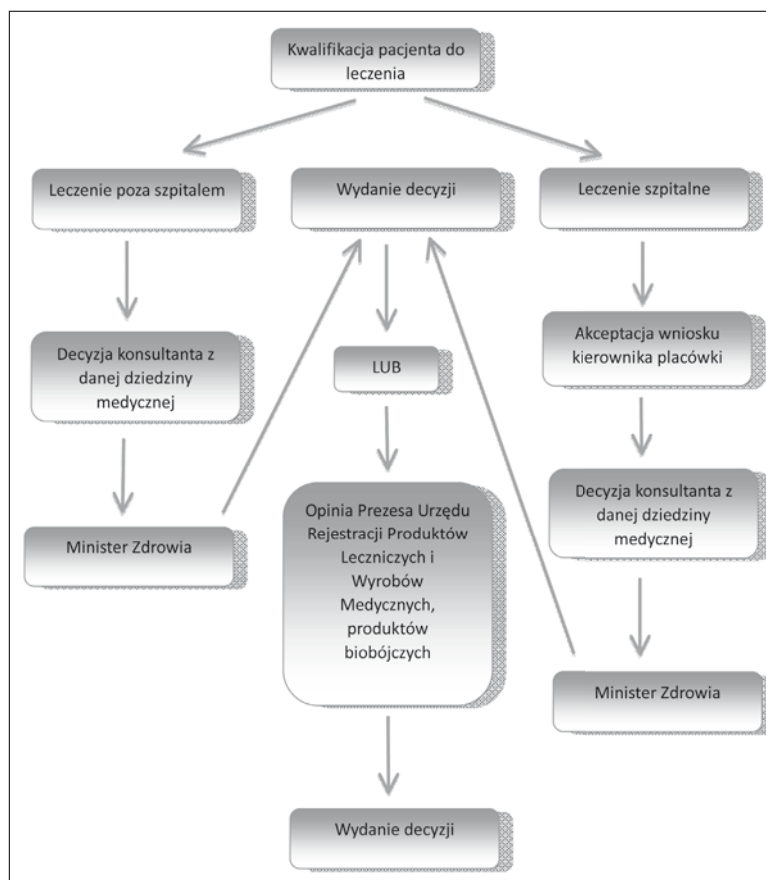 Kwalifikacja pacjenta do
leczenia
Leczenie poza szpitalem
Wydanie decyzji
Leczenie szpitalne
Decyzja konsultanta z
danej dziedziny
medycznej
LUB
Akceptacja wniosku
kierownika placówki
Minister Zdrowia
Opinia Prezesa Urzędu
Rejestracji Produktów
Leczniczych i
Wyrobów
Medycznych,
produktów
biobójczych
Decyzja konsultanta z
danej dziedziny
medycznej
Minister Zdrowia
Wydanie decyzji